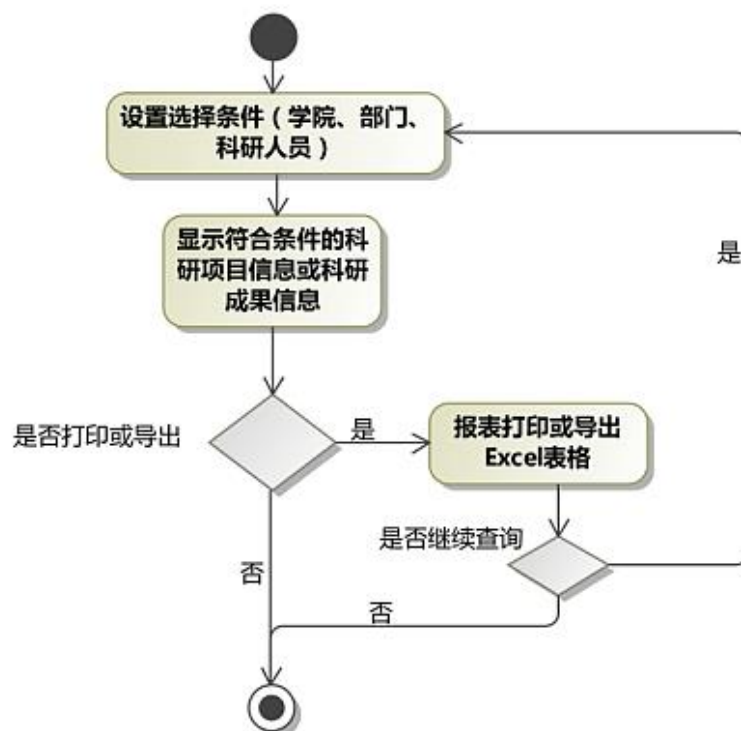 设置选择条件（学院、部门、
科研人员）
显示符合条件的科
研项目信息或科研
成果信息
是
是否打印或导出
是
报表打印或导出
Excel表格
是否继续查询
否
否